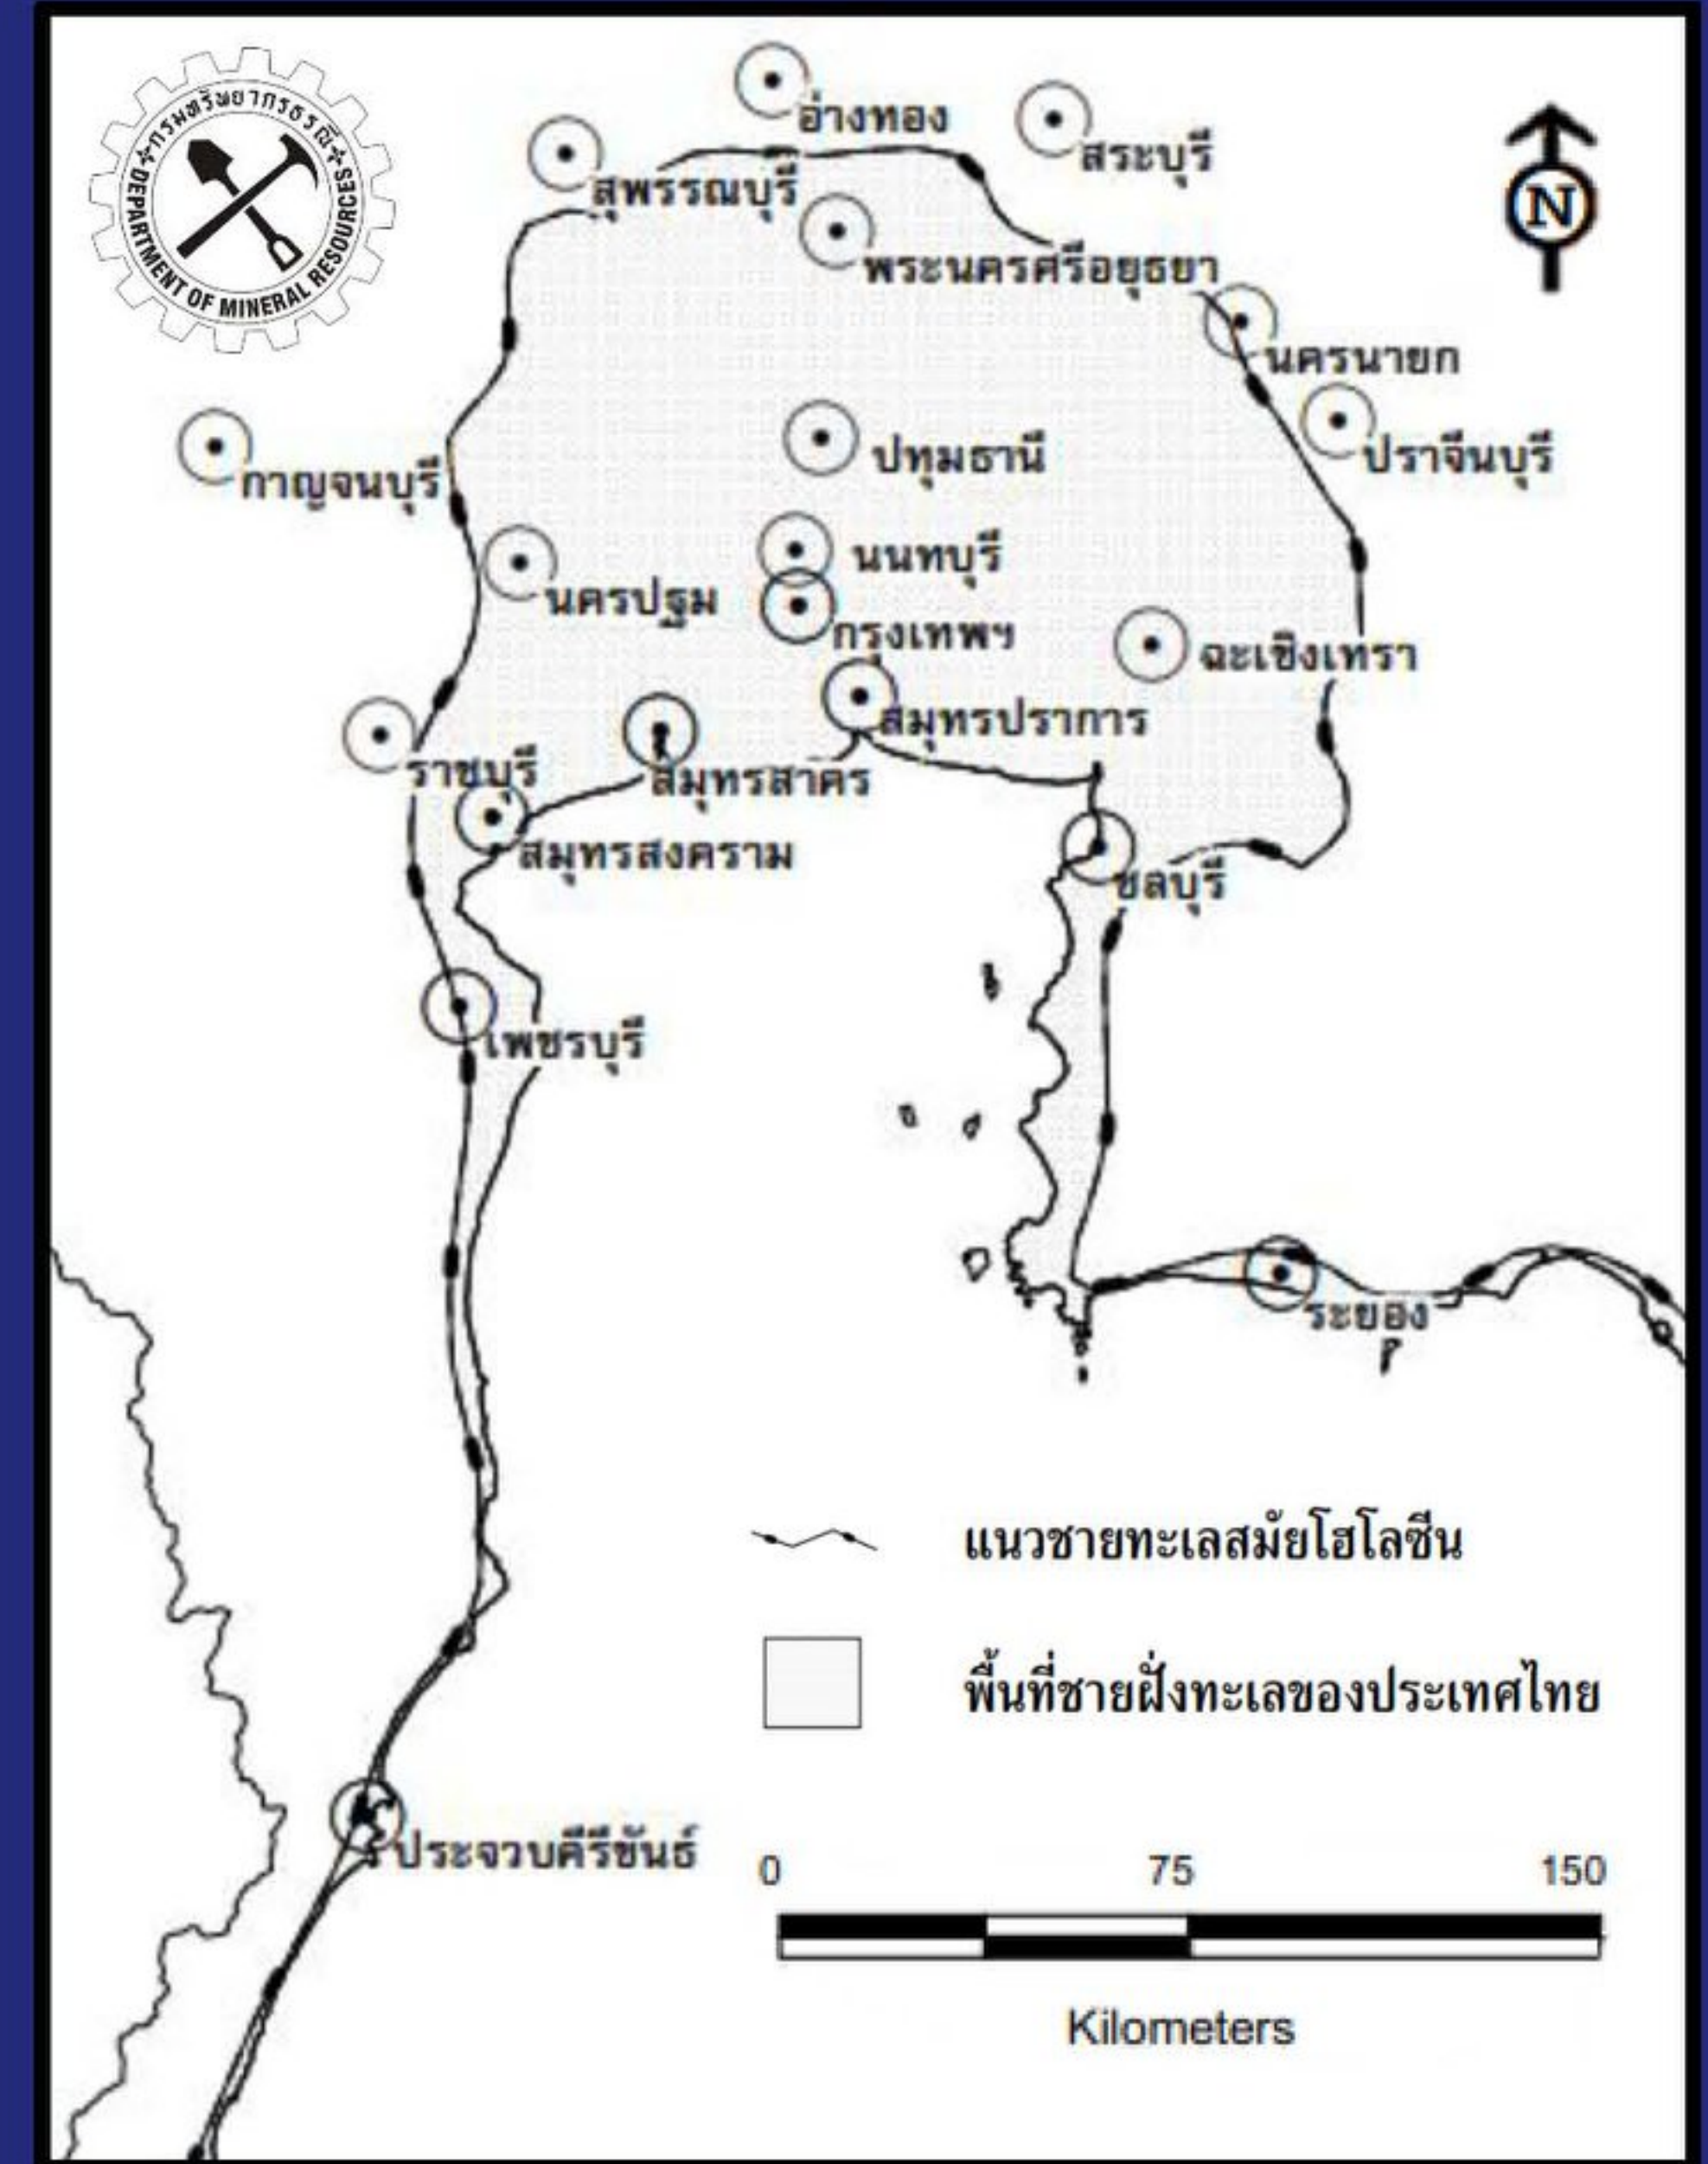 กรมทรัพยากรธรณี
DEPARTMENT OF MINERAL RESOURCES
อ่างทอง
สระบุรี
สุพรรณบุรี
N
พระนครศรีอยุธยา
นครนายก
ปราจีนบุรี
ปทุมธานี
กาญจนบุรี
นนทบุรี
นครปฐม
กรุงเทพฯ
ฉะเชิงเทรา
สมุทรปราการ
ราชบุรี
สมุทรสาคร
สมุทรสงคราม
ชลบุรี
เพชรบุรี
ระยอง
แนวชายทะเลสมัยโฮโลซีน
พื้นที่ชายฝั่งทะเลของประเทศไทย
ประจวบคีรีขันธ์
0 75 150
Kilometers